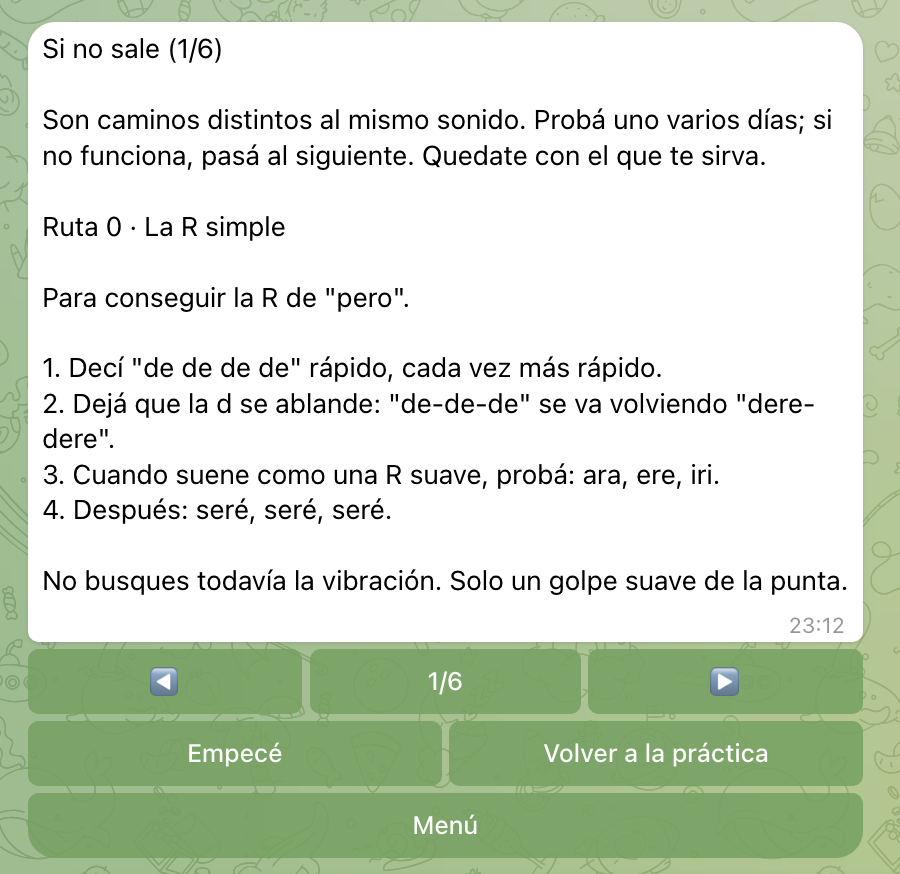 Si no sale (1/6)
Son caminos distintos al mismo sonido. Probá uno varios días; si
no funciona, pasá al siguiente. Quedate con el que te sirva.
Ruta 0 · La R simple
Para conseguir la R de "pero".
1. Decí "de de de de" rápido, cada vez más rápido.
2. Dejá que la d se ablande: "de-de-de" se va volviendo "dere-
dere".
3. Cuando suene como una R suave, probá: ara, ere, iri.
4. Después: seré, seré, seré.
No busques todavía la vibración. Solo un golpe suave de la punta.
23:12
1/6
Empecé
Volver a la práctica
Menú